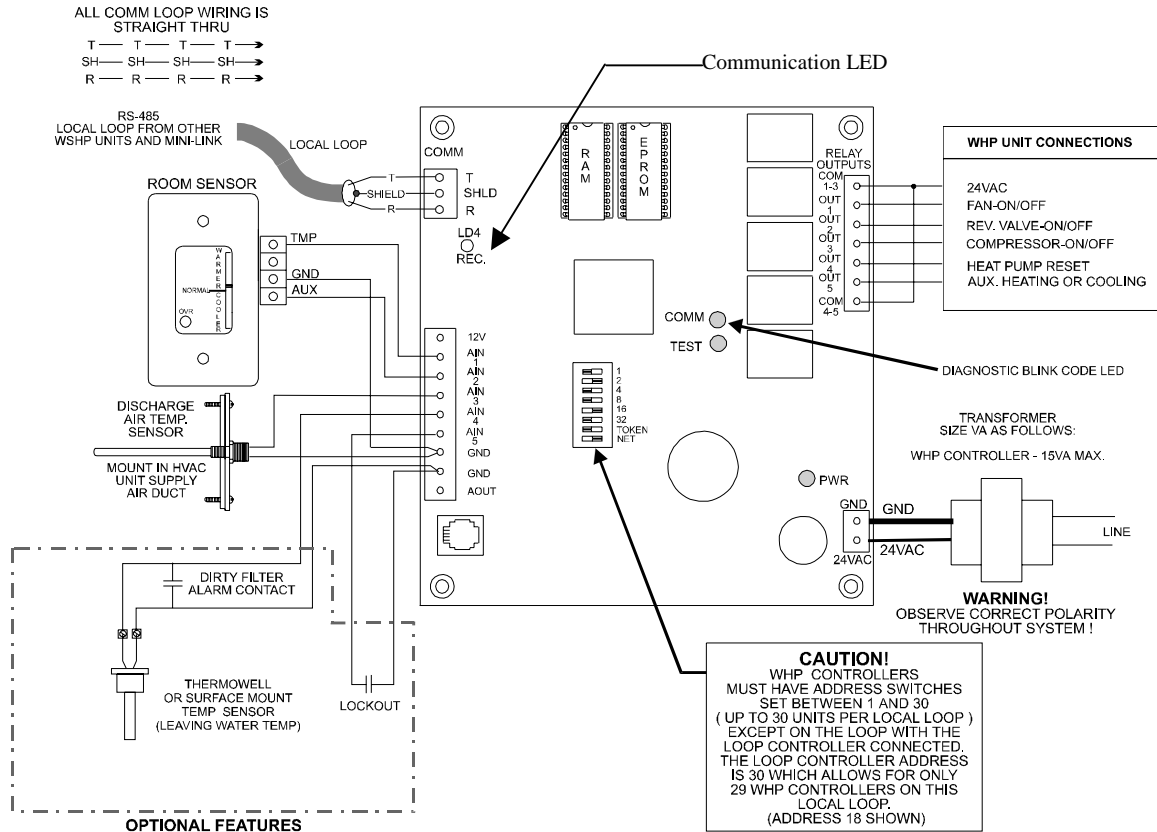 ALL COMM LOOP WIRING IS
STRAIGHT THRU
T T T T
SH SH SH SH
R R R R
Communication LED
RS-485
LOCAL LOOP FROM OTHER
WSHP UNITS AND MINI-LINK
LOCAL LOOP
T
SHIELD
R
COMM
T
SHLD
R
LD4
REC.
RAM
EPROM
RELAY
OUTPUTS
COM
1-3
OUT
1
OUT
2
OUT
3
OUT
4
OUT
5
COM
4-5
WHP UNIT CONNECTIONS
24VAC
FAN-ON/OFF
REV. VALVE-ON/OFF
COMPRESSOR-ON/OFF
HEAT PUMP RESET
AUX. HEATING OR COOLING
ROOM SENSOR
WARMER
NORMAL
COOLER
OVR
TMP
GND
AUX
12V
AIN
1
AIN
2
AIN
3
AIN
4
AIN
5
GND
GND
AOUT
COMM
TEST
DIAGNOSTIC BLINK CODE LED
1
2
4
8
16
32
TOKEN
NET
DISCHARGE
AIR TEMP.
SENSOR
MOUNT IN HVAC
UNIT SUPPLY
AIR DUCT
TRANSFORMER
SIZE VA AS FOLLOWS:
WHP CONTROLLER - 15VA MAX.
PWR
GND
24VAC
GND
24VAC
LINE
WARNING!
OBSERVE CORRECT POLARITY
THROUGHOUT SYSTEM !
DIRTY FILTER
ALARM CONTACT
THERMOWELL
OR SURFACE MOUNT
TEMP SENSOR
(LEAVING WATER TEMP)
LOCKOUT
OPTIONAL FEATURES
CAUTION!
WHP CONTROLLERS
MUST HAVE ADDRESS SWITCHES
SET BETWEEN 1 AND 30
( UP TO 30 UNITS PER LOCAL LOOP )
EXCEPT ON THE LOOP WITH THE
LOOP CONTROLLER CONNECTED.
THE LOOP CONTROLLER ADDRESS
IS 30 WHICH ALLOWS FOR ONLY
29 WHP CONTROLLERS ON THIS
LOCAL LOOP.
(ADDRESS 18 SHOWN)